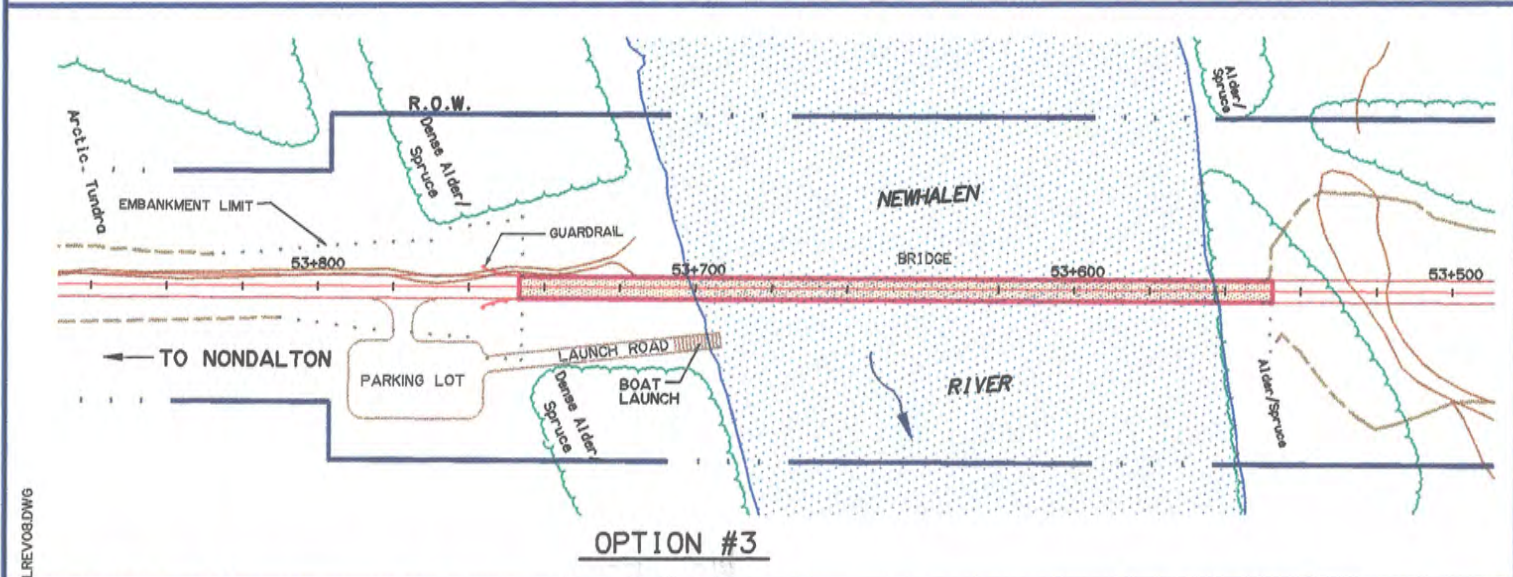 R.O.W.
Alder/
Spruce
Arctic Tundra
Dense Alder/
Spruce
NEWHALEN
EMBANKMENT LIMIT
GUARDRAIL
53+800
53+700
BRIDGE
53+600
53+500
TO NONDALTON
LAUNCH ROAD
PARKING LOT
BOAT
LAUNCH
RIVER
Dense Alder/
Spruce
Alder/Spruce
LREV08.DWG
OPTION #3